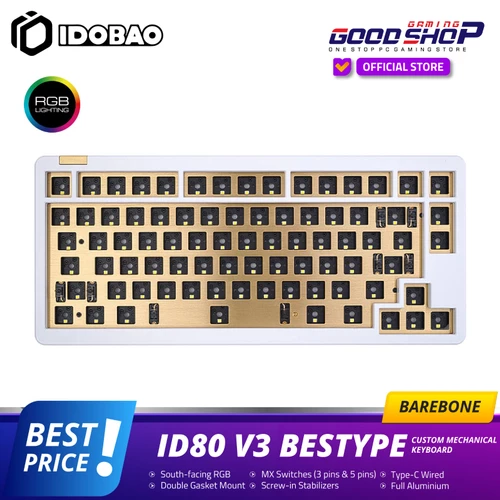 IDOBAO
GAMING
GOODSHOP
ONE STOP PC GAMING STORE
OFFICIAL STORE
RGB
LIGHTING
BAREBONE
BEST
PRICE!
ID80 V3 BESTYPE
CUSTOM MECHANICAL
KEYBOARD
• South-facing RGB • MX Switches (3 pins & 5 pins) • Type-C Wired
• Double Gasket Mount • Screw-in Stabilizers • Full Aluminium